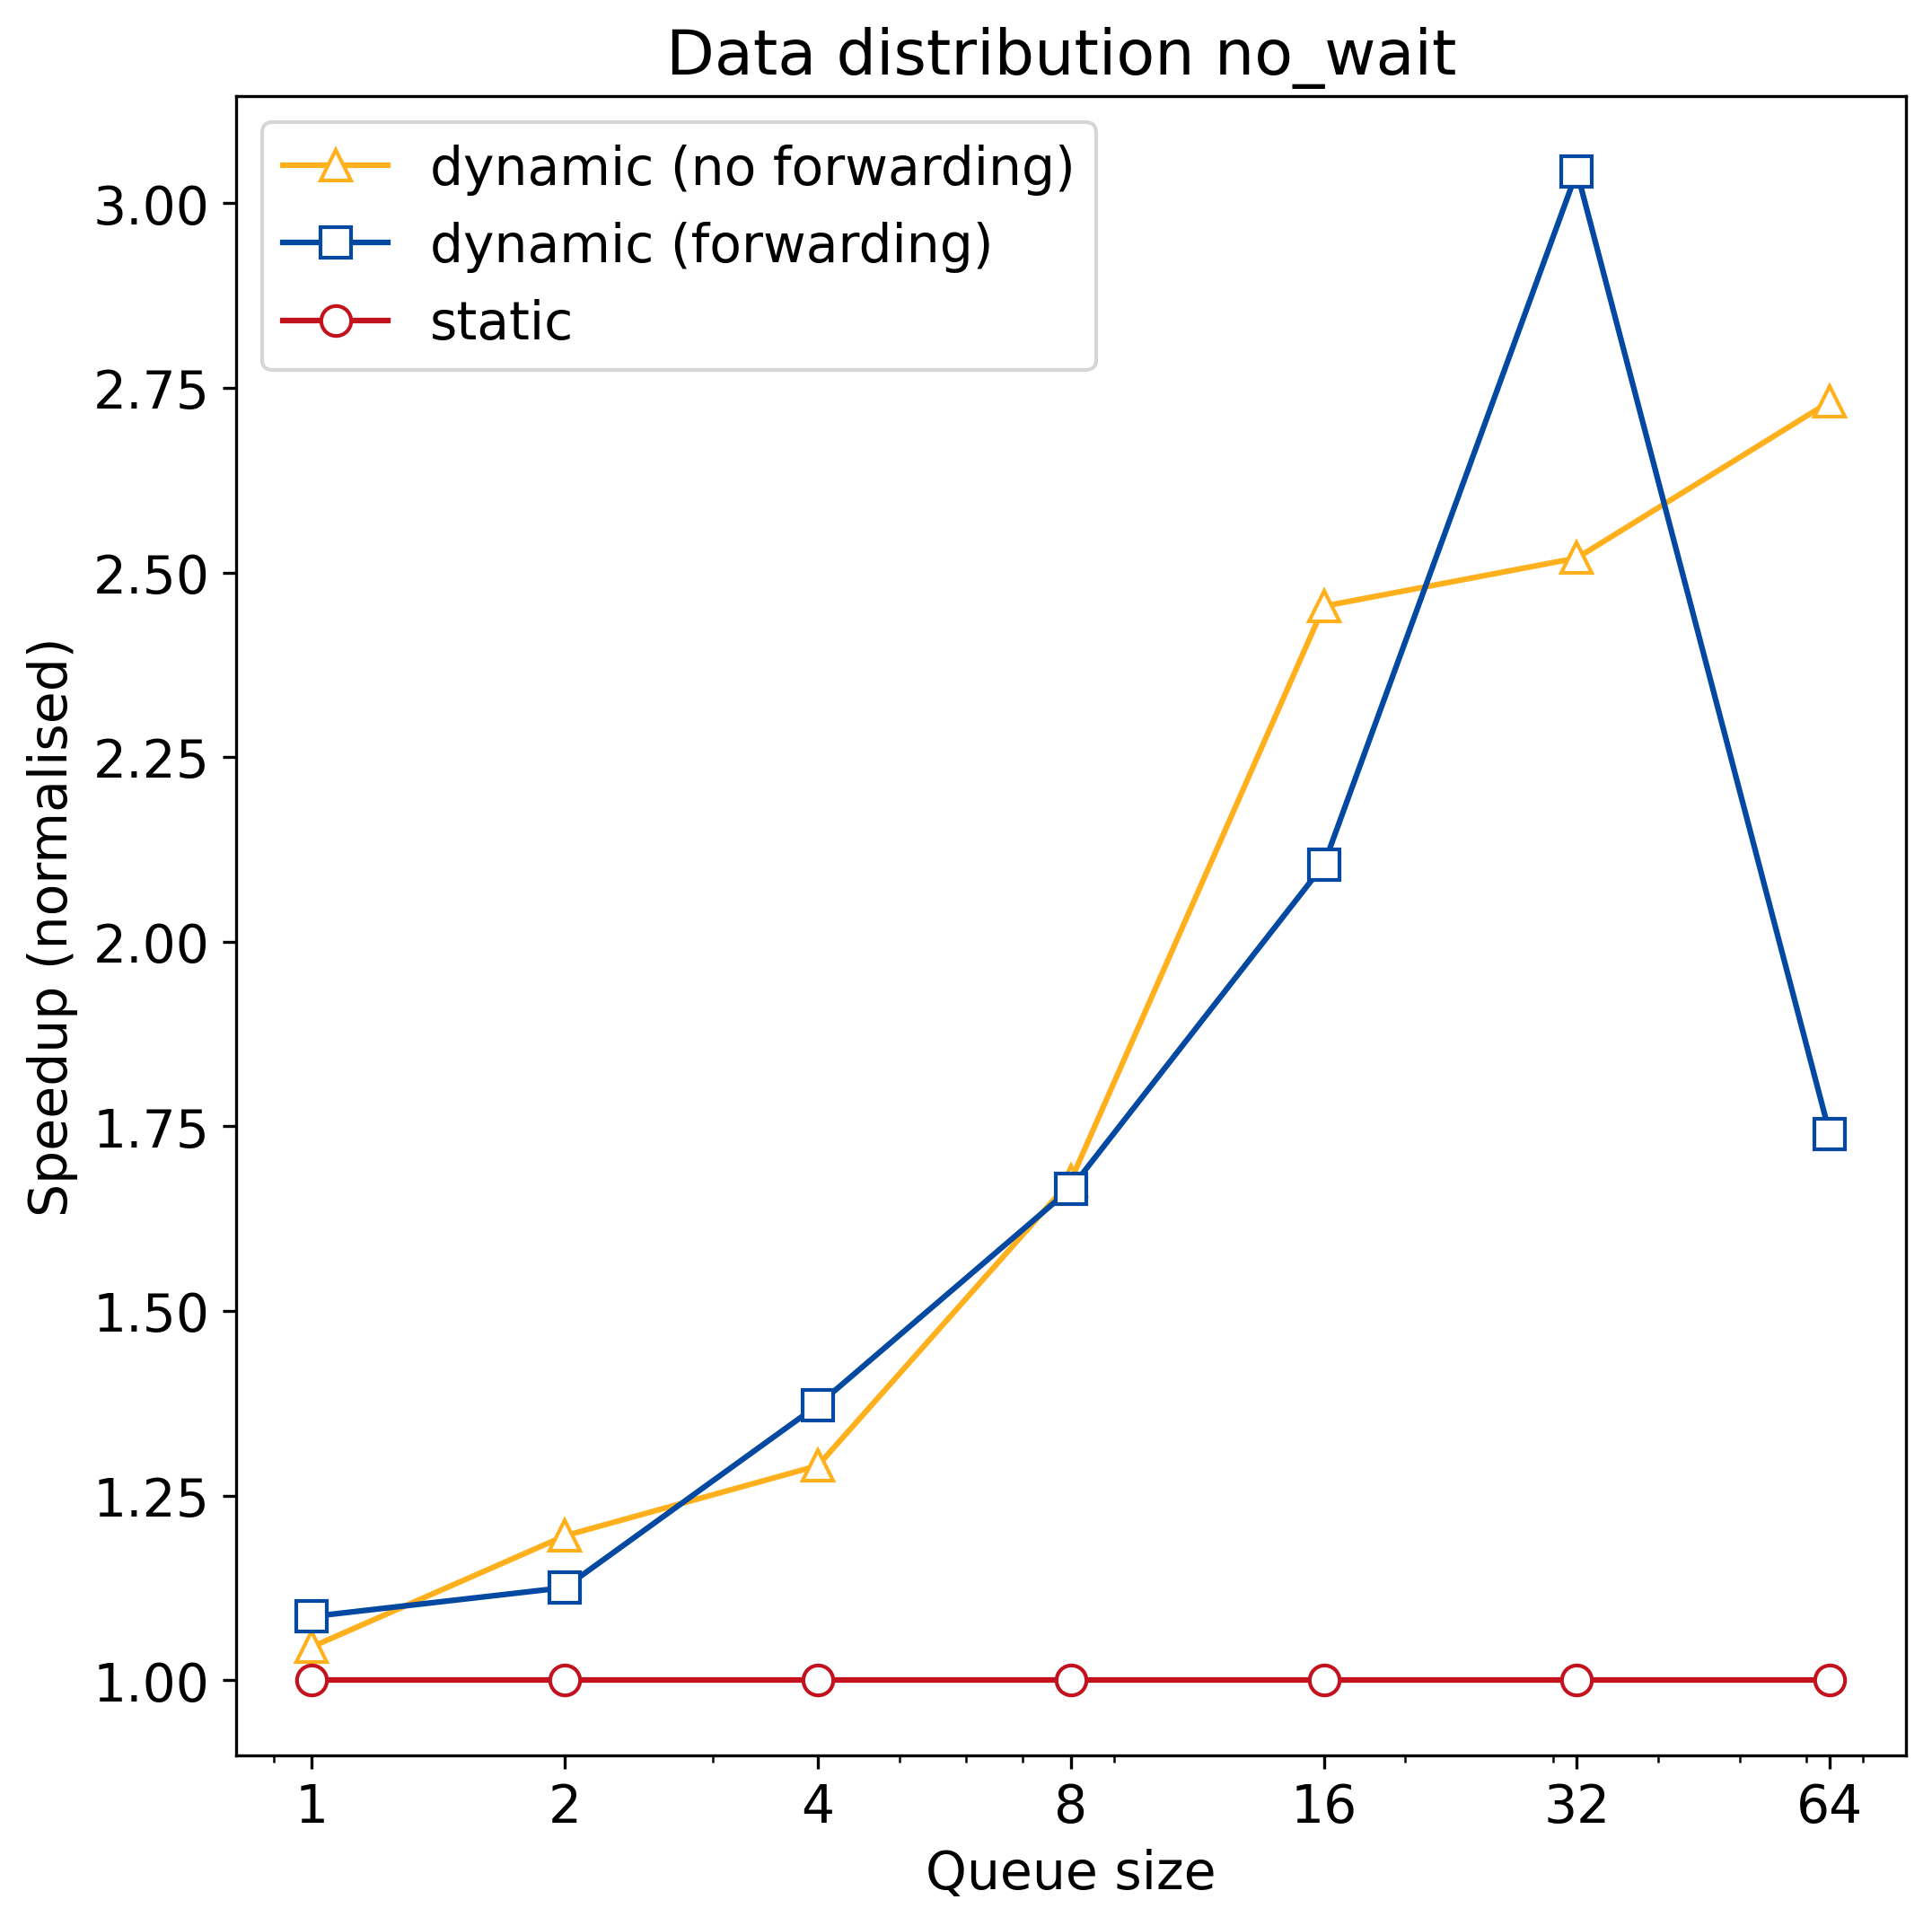 Data distribution no_wait
dynamic (no forwarding)
dynamic (forwarding)
static
Speedup (normalised)
3.00
2.75
2.50
2.25
2.00
1.75
1.50
1.25
1.00
1 2 4 8 16 32 64
Queue size